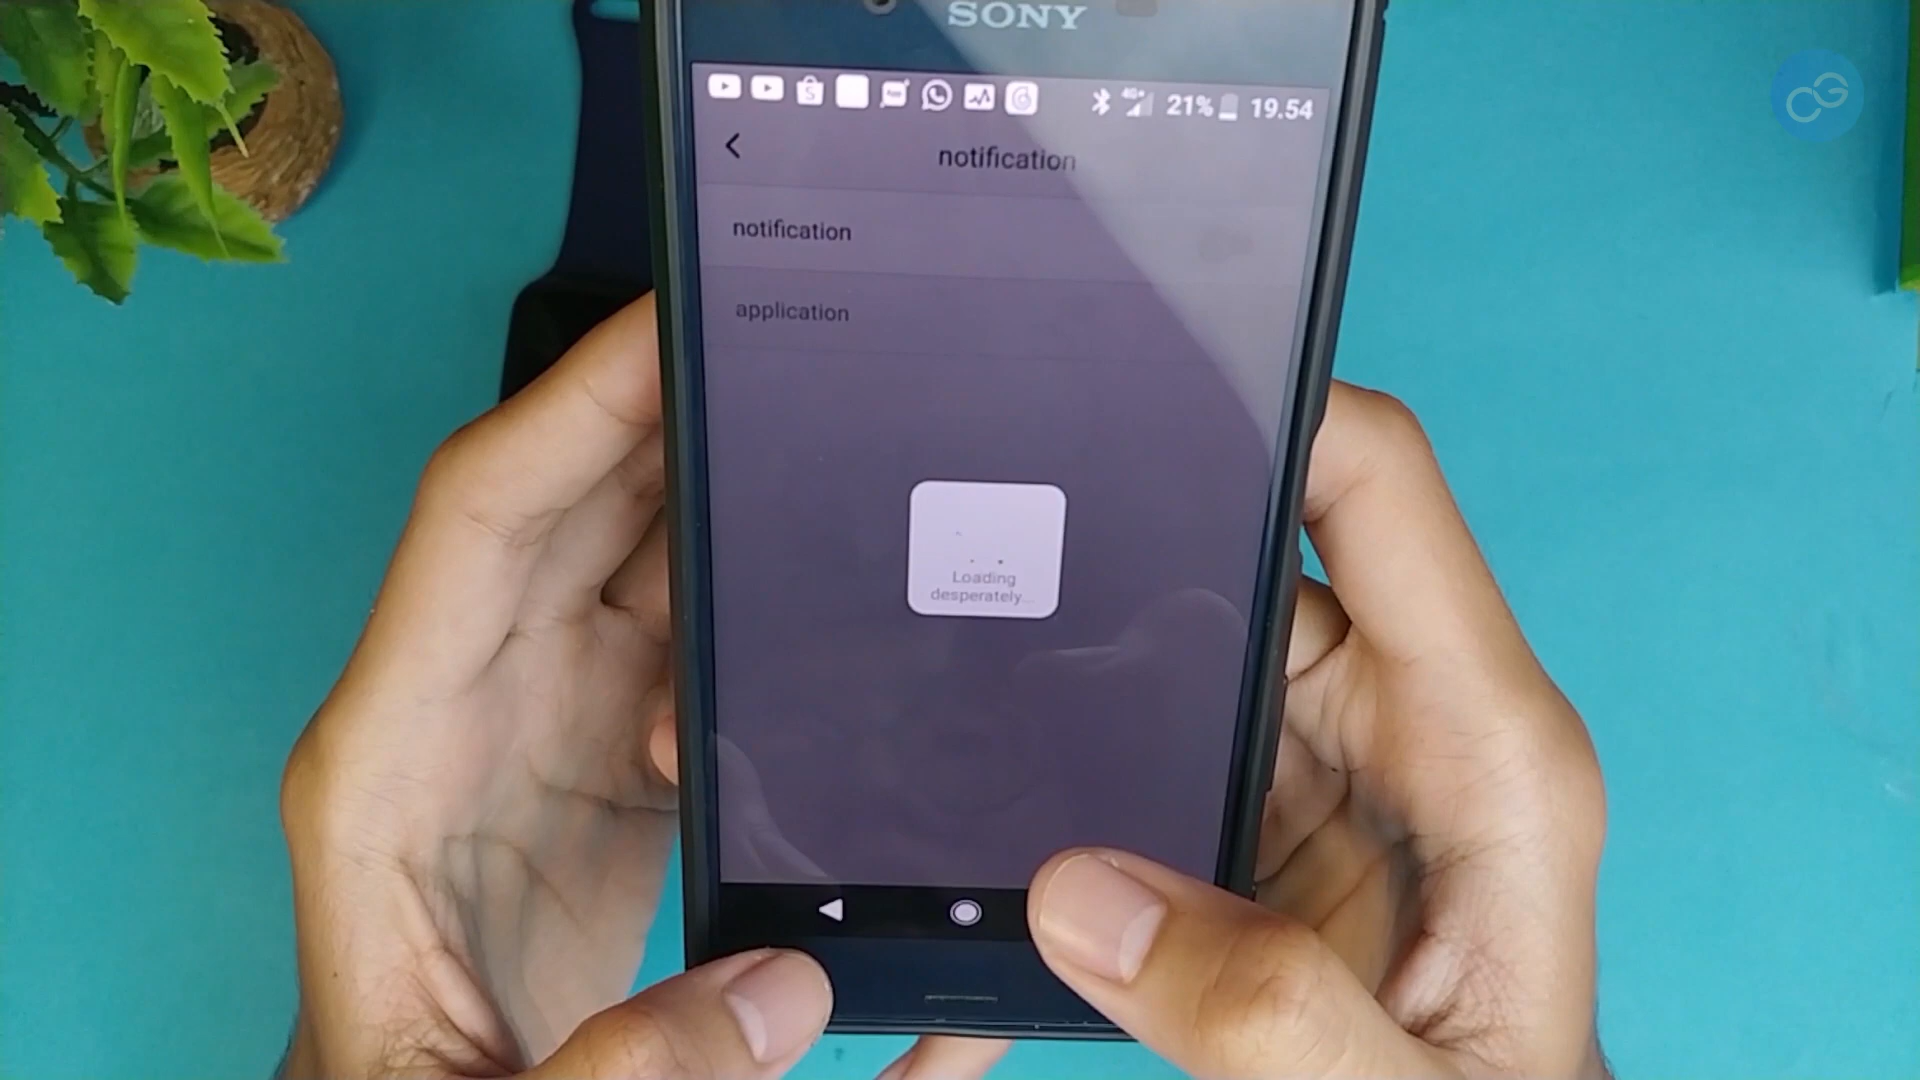 SONY
21% 19.54
notification
notification
application
Loading
desperately...